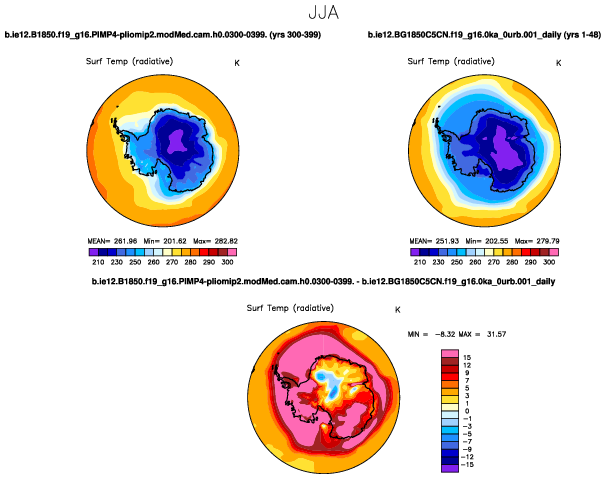 JJA
b.ie12.B1850.f19_g16.PIMP4-pliomip2.modMed.cam.h0.0300-0399. (yrs 300-399)
b.ie12.BG1850C5CN.f19_g16.0ka_0urb.001_daily (yrs 1-48)
Surf Temp (radiative) K
Surf Temp (radiative) K
MEAN= 261.96 Min= 201.62 Max= 282.82
210 230 250 260 270 280 290 300
MEAN= 251.93 Min= 202.55 Max= 279.79
210 230 250 260 270 280 290 300
b.ie12.B1850.f19_g16.PIMP4-pliomip2.modMed.cam.h0.0300-0399. - b.ie12.BG1850C5CN.f19_g16.0ka_0urb.001_daily
Surf Temp (radiative) K
MIN = -8.32 MAX = 31.57
15
12
9
7
5
3
1
0
-1
-3
-5
-7
-9
-12
-15